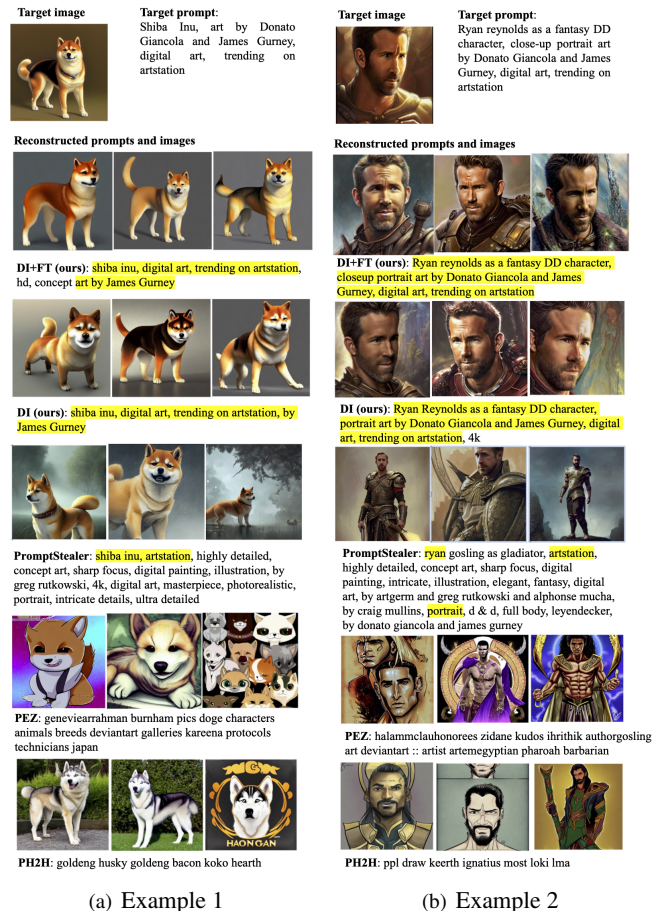 Target image
Target prompt:
Shiba Inu, art by Donato
Giancola and James Gurney,
digital art, trending on
artstation
Reconstructed prompts and images
DI+FT (ours): shiba inu, digital art, trending on artstation,
hd, concept art by James Gurney
DI (ours): shiba inu, digital art, trending on artstation, by
James Gurney
PromptStealer: shiba inu, artstation, highly detailed,
concept art, sharp focus, digital painting, illustration, by
greg rutkowski, 4k, digital art, masterpiece, photorealistic,
portrait, intricate details, ultra detailed
PEZ: geneviearrahman burnham pics doge characters
animals breeds deviantart galleries kareena protocols
technicians japan
HAONGAN
PH2H: goldeng husky goldeng bacon koko hearth
(a) Example 1
Target image
Target prompt:
Ryan reynolds as a fantasy DD
character, close-up portrait art
by Donato Giancola and James
Gurney, digital art, trending on
artstation
Reconstructed prompts and images
DI+FT (ours): Ryan reynolds as a fantasy DD character,
closeup portrait art by Donato Giancola and James
Gurney, digital art, trending on artstation
DI (ours): Ryan Reynolds as a fantasy DD character,
portrait art by Donato Giancola and James Gurney, digital
art, trending on artstation, 4k
PromptStealer: ryan gosling as gladiator, artstation,
highly detailed, concept art, sharp focus, digital
painting, intricate, illustration, elegant, fantasy, digital
art, by artgerm and greg rutkowski and alphonse mucha,
by craig mullins, portrait, d & d, full body, leyendecker,
by donato giancola and james gurney
PEZ: halammclauhonorees zidane kudos ihrithik authorgosling
art deviantart :: artist artemegyptian pharoah barbarian
PH2H: ppl draw keerth ignatius most loki lma
(b) Example 2